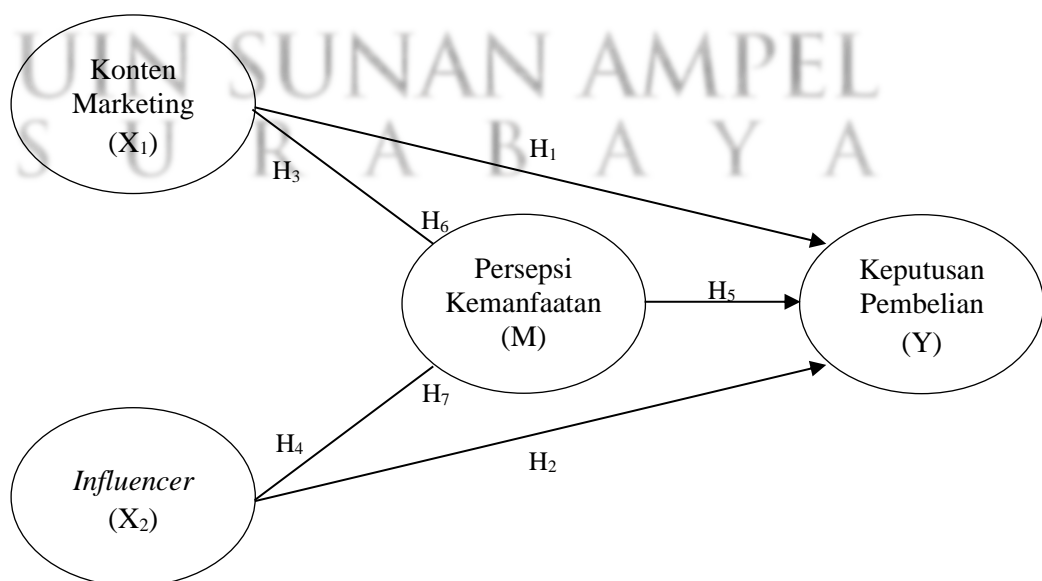 UIN SUNAN AMPEL
S U R A B A Y A
Konten
Marketing
(X₁)
H₁
H₃
H₆
Persepsi
Kemanfaatan
(M)
H₅
Keputusan
Pembelian
(Y)
H₇
H₄
H₂
Influencer
(X₂)